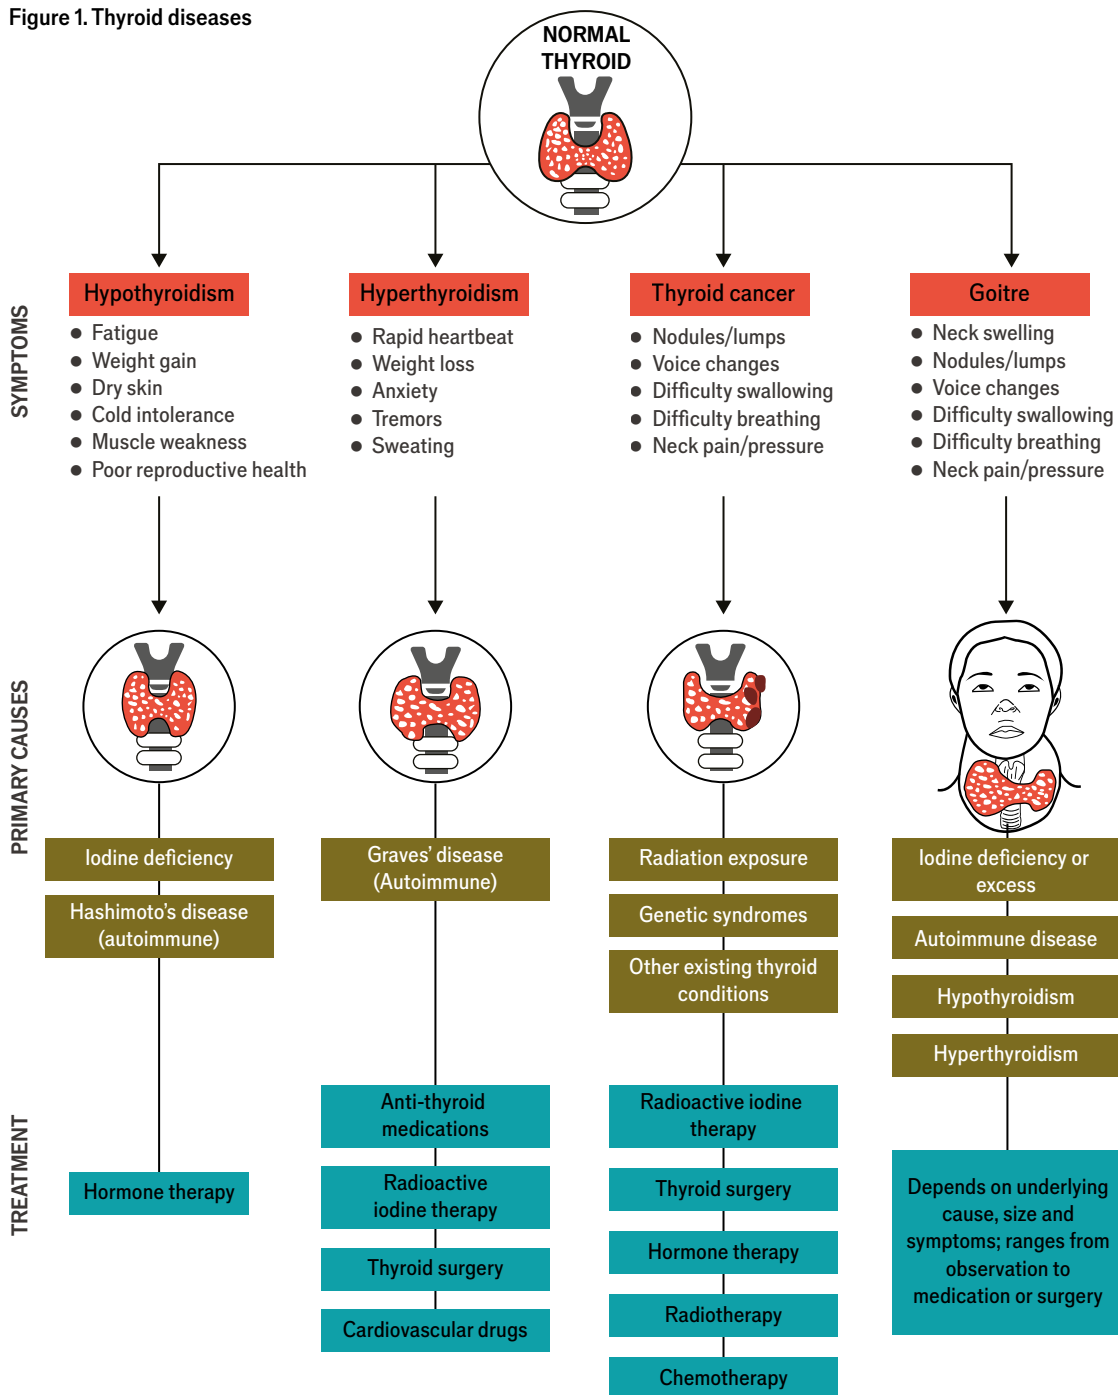 Figure 1. Thyroid diseases
NORMAL
THYROID
SYMPTOMS
Hypothyroidism
● Fatigue
● Weight gain
● Dry skin
● Cold intolerance
● Muscle weakness
● Poor reproductive health
Hyperthyroidism
● Rapid heartbeat
● Weight loss
● Anxiety
● Tremors
● Sweating
Thyroid cancer
● Nodules/lumps
● Voice changes
● Difficulty swallowing
● Difficulty breathing
● Neck pain/pressure
Goitre
● Neck swelling
● Nodules/lumps
● Voice changes
● Difficulty swallowing
● Difficulty breathing
● Neck pain/pressure
PRIMARY CAUSES
Iodine deficiency
Hashimoto's disease
(autoimmune)
Graves' disease
(Autoimmune)
Radiation exposure
Genetic syndromes
Other existing thyroid
conditions
Iodine deficiency or
excess
Autoimmune disease
Hypothyroidism
Hyperthyroidism
TREATMENT
Hormone therapy
Anti-thyroid
medications
Radioactive
iodine therapy
Thyroid surgery
Cardiovascular drugs
Radioactive iodine
therapy
Thyroid surgery
Hormone therapy
Radiotherapy
Chemotherapy
Depends on underlying
cause, size and
symptoms; ranges from
observation to
medication or surgery